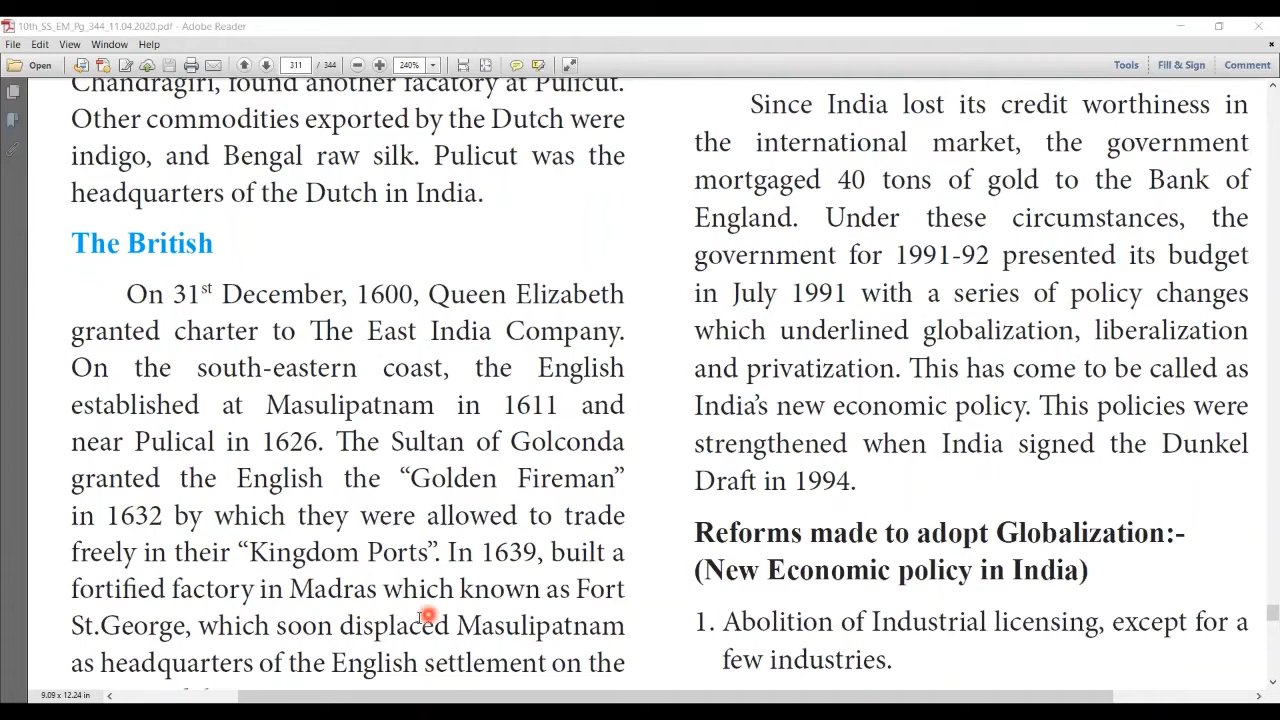 10th_SS_EM_Pg_344_11.04.2020.pdf - Adobe Reader
File Edit View Window Help
Open 311 / 344 240% Tools Fill & Sign Comment
Chandragiri, found another facatory at Pulicut.
Other commodities exported by the Dutch were
indigo, and Bengal raw silk. Pulicut was the
headquarters of the Dutch in India.
The British
On 31st December, 1600, Queen Elizabeth
granted charter to The East India Company.
On the south-eastern coast, the English
established at Masulipatnam in 1611 and
near Pulical in 1626. The Sultan of Golconda
granted the English the “Golden Fireman”
in 1632 by which they were allowed to trade
freely in their “Kingdom Ports”. In 1639, built a
fortified factory in Madras which known as Fort
St.George, which soon displaced Masulipatnam
as headquarters of the English settlement on the
Since India lost its credit worthiness in
the international market, the government
mortgaged 40 tons of gold to the Bank of
England. Under these circumstances, the
government for 1991-92 presented its budget
in July 1991 with a series of policy changes
which underlined globalization, liberalization
and privatization. This has come to be called as
India’s new economic policy. This policies were
strengthened when India signed the Dunkel
Draft in 1994.
Reforms made to adopt Globalization:-
(New Economic policy in India)
1. Abolition of Industrial licensing, except for a
few industries.
9.09 x 12.24 in